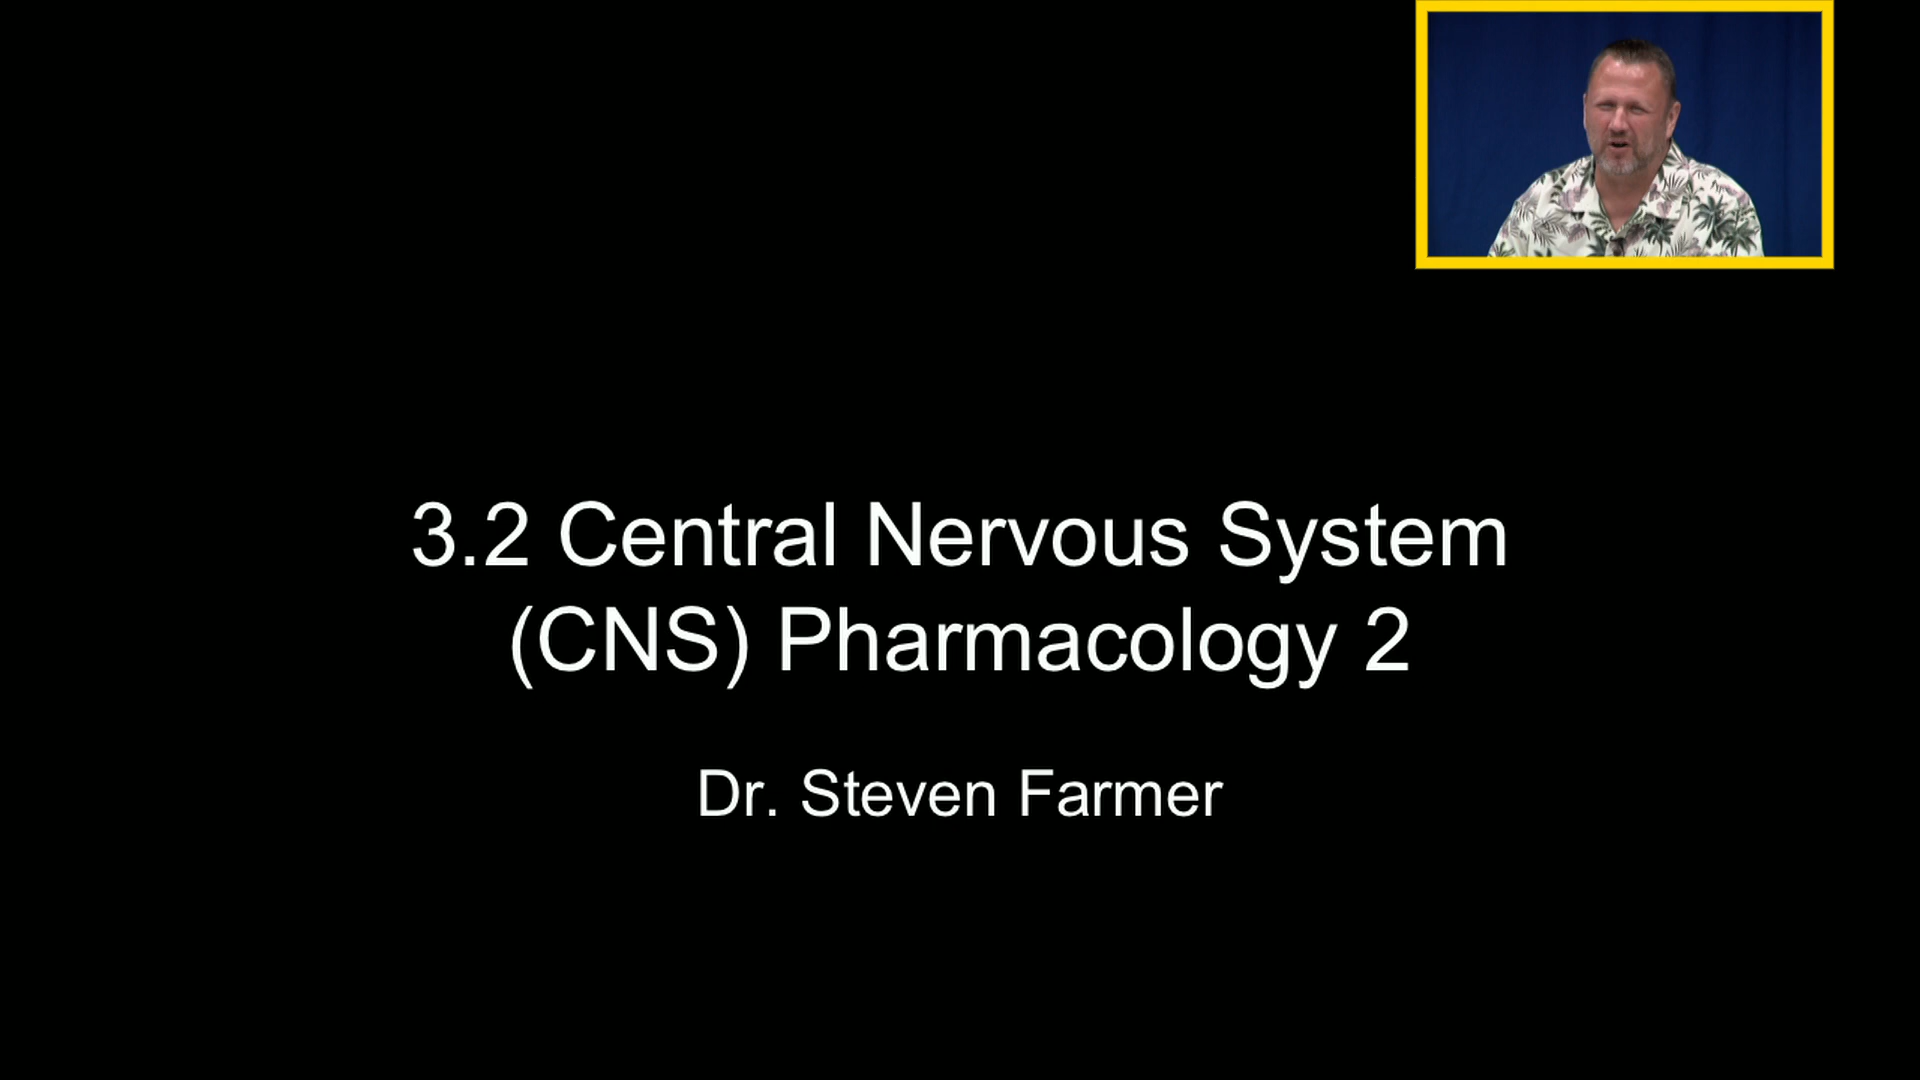 3.2 Central Nervous System
(CNS) Pharmacology 2
Dr. Steven Farmer